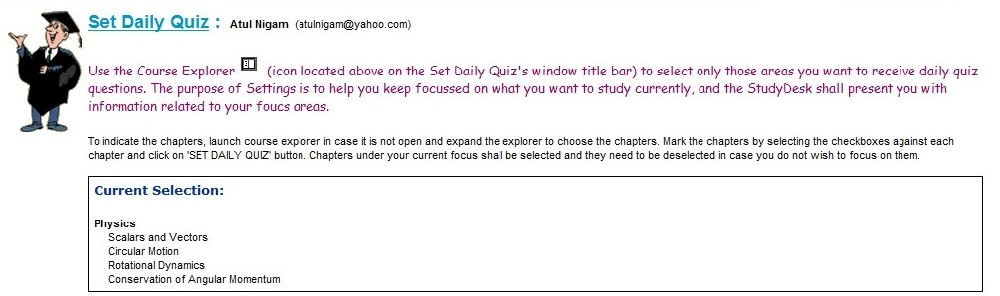 Set Daily Quiz : Atul Nigam (atulnigam@yahoo.com)
Use the Course Explorer (icon located above on the Set Daily Quiz's window title bar) to select only those areas you want to receive daily quiz
questions. The purpose of Settings is to help you keep focussed on what you want to study currently, and the StudyDesk shall present you with
information related to your foucs areas.
To indicate the chapters, launch course explorer in case it is not open and expand the explorer to choose the chapters. Mark the chapters by selecting the checkboxes against each
chapter and click on 'SET DAILY QUIZ' button. Chapters under your current focus shall be selected and they need to be deselected in case you do not wish to focus on them.
Current Selection:
Physics
Scalars and Vectors
Circular Motion
Rotational Dynamics
Conservation of Angular Momentum